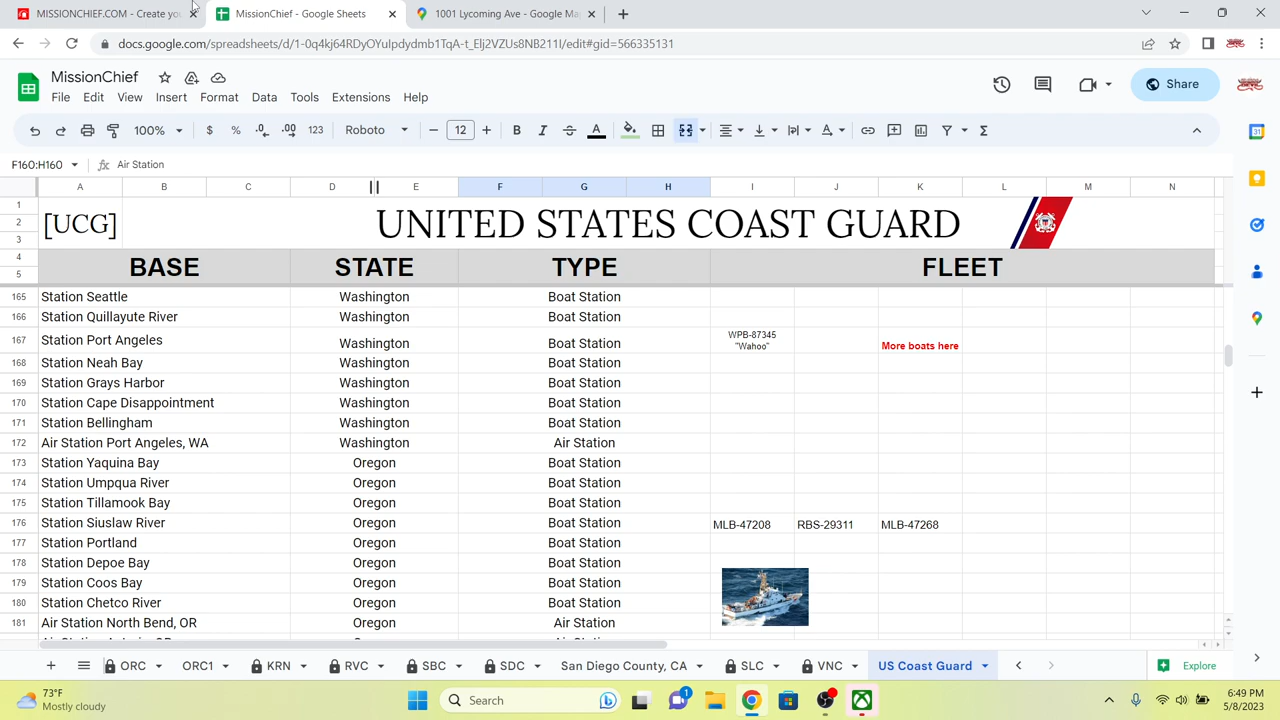 MISSIONCHIEF.COM - Create you
MissionChief - Google Sheets
1001 Lycoming Ave - Google Ma
docs.google.com/spreadsheets/d/1-0q4kj64RDyOYuIpdydmb1TqA-t_Elj2VZUs8NR211I/edit#gid=566335131
MissionChief
File Edit View Insert Format Data Tools Extensions Help
Share
100% $ % .0 .00 123 Roboto 12 B I A
F160:H160 Air Station
A B C D E F G H I J K L M N
1
2
3
[UCG] UNITED STATES COAST GUARD
4
5
BASE STATE TYPE FLEET
165 Station Seattle Washington Boat Station
166 Station Quillayute River Washington Boat Station
167 Station Port Angeles Washington Boat Station WPB-87345 "Wahoo" More boats here
168 Station Neah Bay Washington Boat Station
169 Station Grays Harbor Washington Boat Station
170 Station Cape Disappointment Washington Boat Station
171 Station Bellingham Washington Boat Station
172 Air Station Port Angeles, WA Washington Air Station
173 Station Yaquina Bay Oregon Boat Station
174 Station Umpqua River Oregon Boat Station
175 Station Tillamook Bay Oregon Boat Station
176 Station Siuslaw River Oregon Boat Station MLB-47208 RBS-29311 MLB-47268
177 Station Portland Oregon Boat Station
178 Station Depoe Bay Oregon Boat Station
179 Station Coos Bay Oregon Boat Station
180 Station Chetco River Oregon Boat Station
181 Station North Bend, OR Oregon Air Station
ORC ORC1 KRN RVC SBC SDC San Diego County, CA SLC VNC US Coast Guard Explore
73°F
Mostly cloudy
Search
1
6:49 PM
5/8/2023